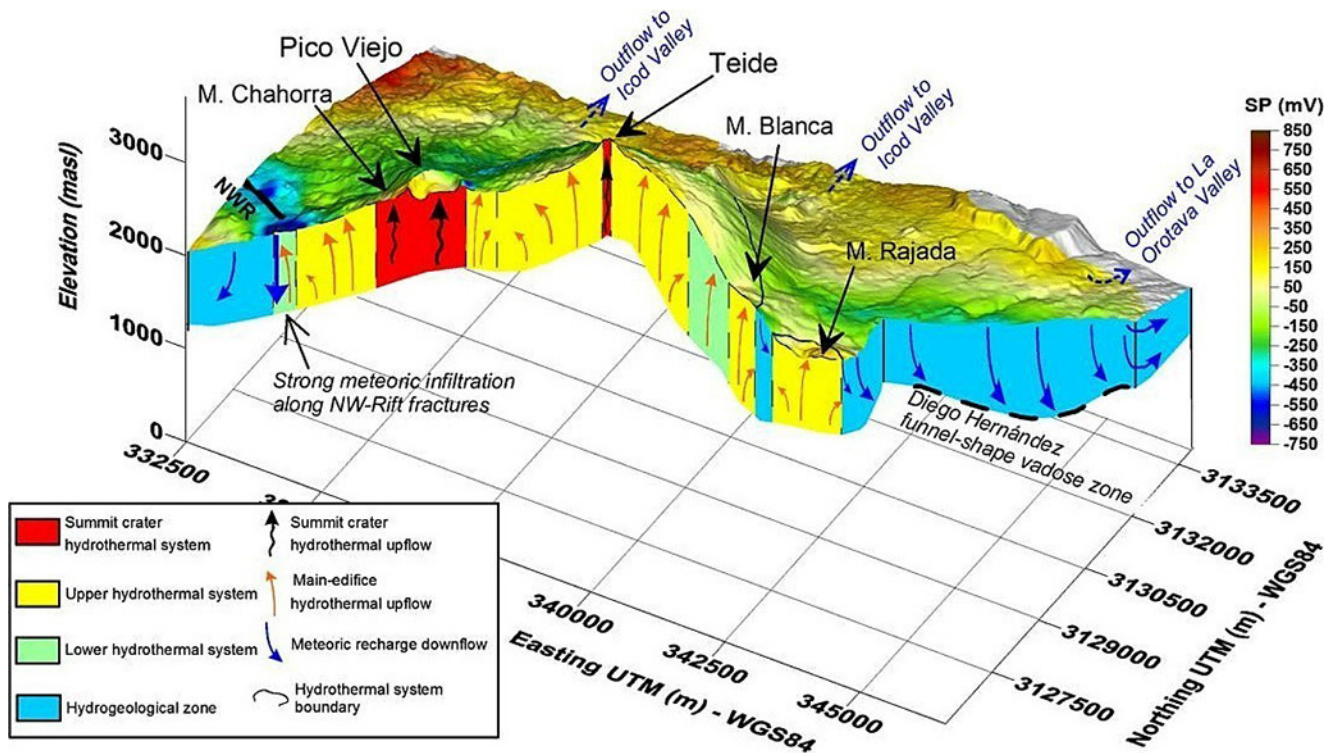 Pico Viejo
M. Chahorra
Outflow to
Icod Valley
Teide
M. Blanca
Outflow to
Icod Valley
M. Rajada
Outflow to La
Orotava Valley
SP (mV)
850
750
650
550
450
350
250
150
50
-50
-150
-250
-350
-450
-550
-650
-750
Elevation (masl)
3000
2000
1000
0
NWR
Strong meteoric infiltration
along NW-Rift fractures
Diego Hernández
funnel-shape vadose zone
332500
340000
342500
345000
Easting UTM (m) - WGS84
3133500
3132000
3130500
3129000
3127500
Northing UTM (m) - WGS84
Summit crater
hydrothermal system
Upper hydrothermal system
Lower hydrothermal system
Hydrogeological zone
Summit crater
hydrothermal upflow
Main-edifice
hydrothermal upflow
Meteoric recharge downflow
Hydrothermal system
boundary